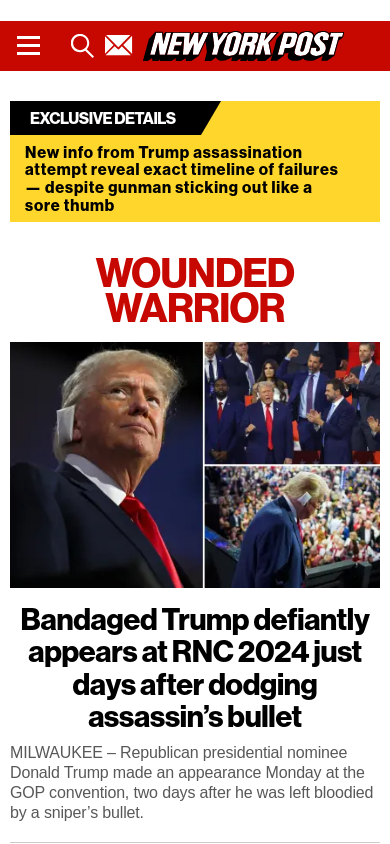 NEW YORK POST
EXCLUSIVE DETAILS
New info from Trump assassination
attempt reveal exact timeline of failures
— despite gunman sticking out like a
sore thumb
WOUNDED
WARRIOR
Bandaged Trump defiantly
appears at RNC 2024 just
days after dodging
assassin’s bullet
MILWAUKEE – Republican presidential nominee
Donald Trump made an appearance Monday at the
GOP convention, two days after he was left bloodied
by a sniper’s bullet.